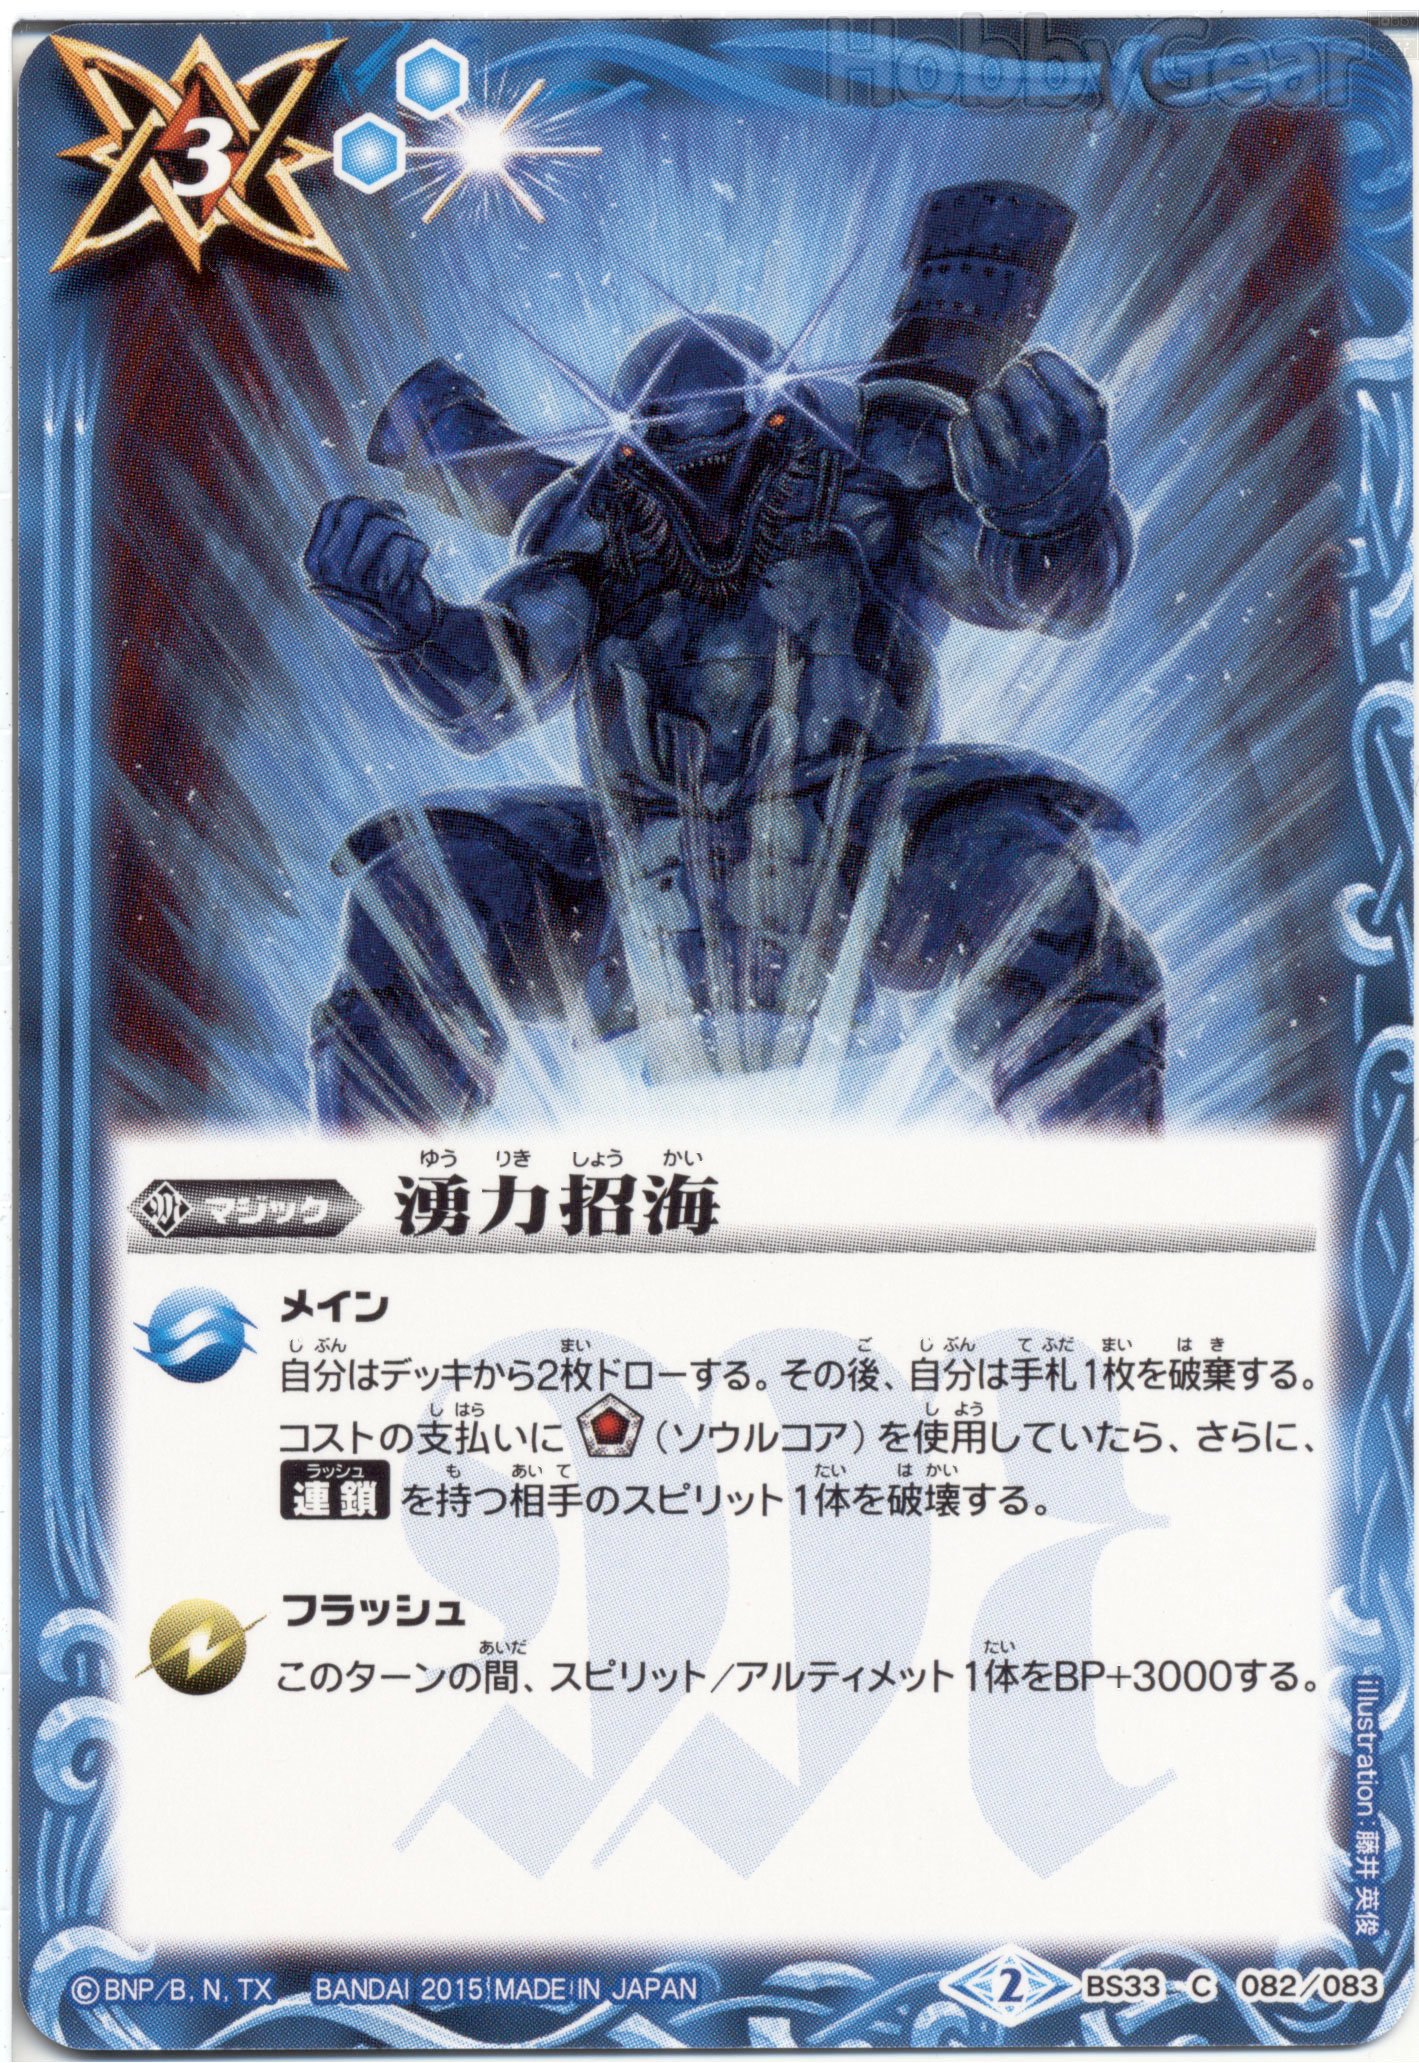 HobbyGear
3
マジック
ゆう りき しょう かい
湧力招海
メイン
じ ぶん まい ご じ ぶん て ふだ まい は き
自分はデッキから2枚ドローする。その後、自分は手札1枚を破棄する。
し はら し よう
コストの支払いに (ソウルコア)を使用していたら、さらに、
ラッシュ も あい て たい は かい
連鎖 を持つ相手のスピリット1体を破壊する。
フラッシュ
あいだ たい
このターンの間、スピリット/アルティメット1体をBP+3000する。
illustration:藤井 英俊
©BNP/B, N, TX BANDAI 2015 MADE IN JAPAN
2 BS33 C 082/083